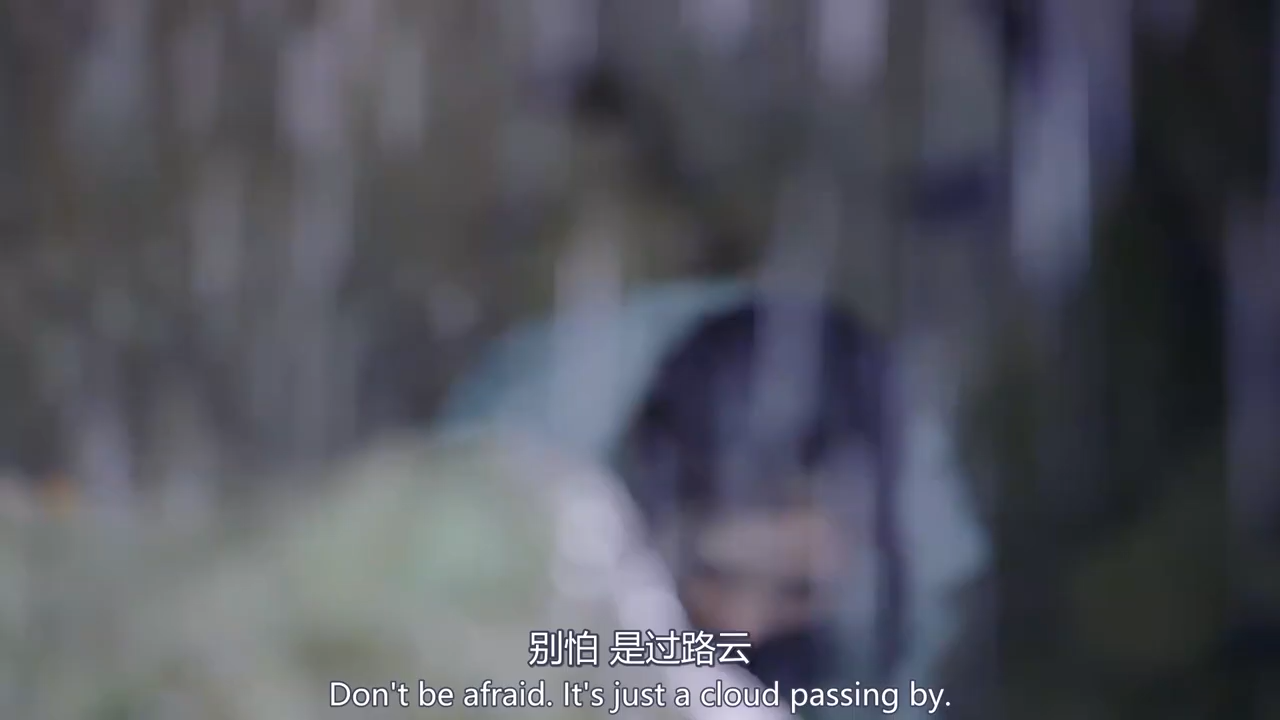 别怕 是过路云
Don't be afraid. It's just a cloud passing by.